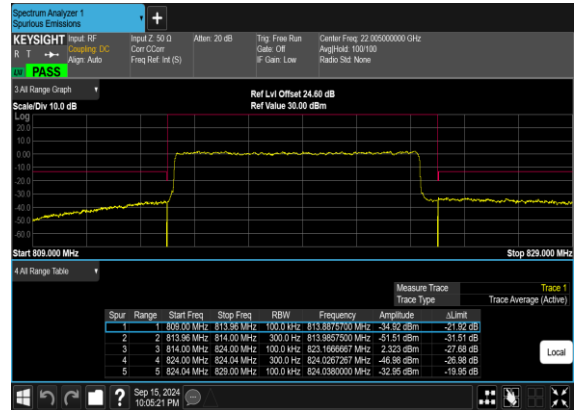 Spectrum Analyzer 1
Spurious Emissions
KEYSIGHT
R T
LW PASS
Input: RF
Coupling: DC
Align: Auto
Input Z: 50 Ω
Corr CCorr
Freq Ref: Int (S)
Atten: 20 dB
Trig: Free Run
Gate: Off
IF Gain: Low
Center Freq: 22.005000000 GHz
Avg|Hold: 100/100
Radio Std: None
3 All Range Graph
Scale/Div 10.0 dB
Ref Lvl Offset 24.60 dB
Ref Value 30.00 dBm
Log
20.0
10.00
0.00
-10.0
-20.0
-30.0
-40.0
-50.0
-60.0
Start 809.000 MHz
Stop 829.000 MHz
4 All Range Table
Measure Trace Trace 1
Trace Type Trace Average (Active)
Spur Range Start Freq Stop Freq RBW Frequency Amplitude ΔLimit
1 1 809.00 MHz 813.96 MHz 100.0 kHz 813.8875700 MHz -34.92 dBm -21.92 dB
2 2 813.96 MHz 814.00 MHz 300.0 Hz 813.9857500 MHz -51.51 dBm -31.51 dB
3 3 814.00 MHz 824.00 MHz 100.0 kHz 823.1666667 MHz 2.323 dBm -27.68 dB
4 4 824.00 MHz 824.04 MHz 300.0 Hz 824.0267267 MHz -46.98 dBm -26.98 dB
5 5 824.04 MHz 829.00 MHz 100.0 kHz 824.0380000 MHz -32.95 dBm -19.95 dB
Local
?
Sep 15, 2024
10:05:21 PM